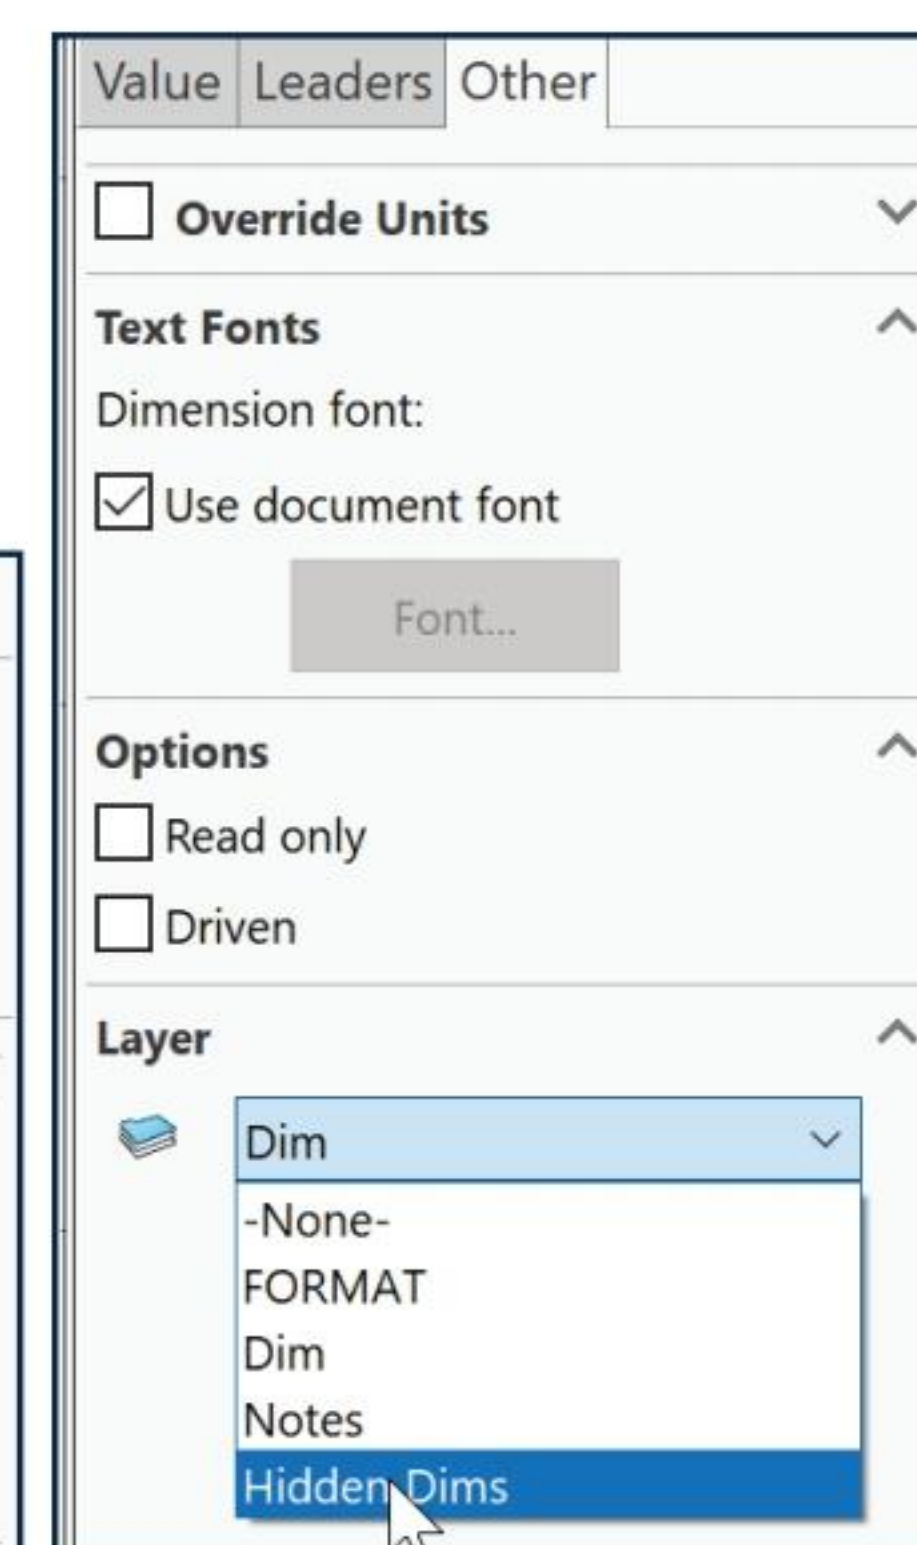 Value Leaders Other
Override Units
Text Fonts
Dimension font:
Use document font
Font...
Options
Read only
Driven
Layer
Dim
-None-
FORMAT
Dim
Notes
Hidden Dims